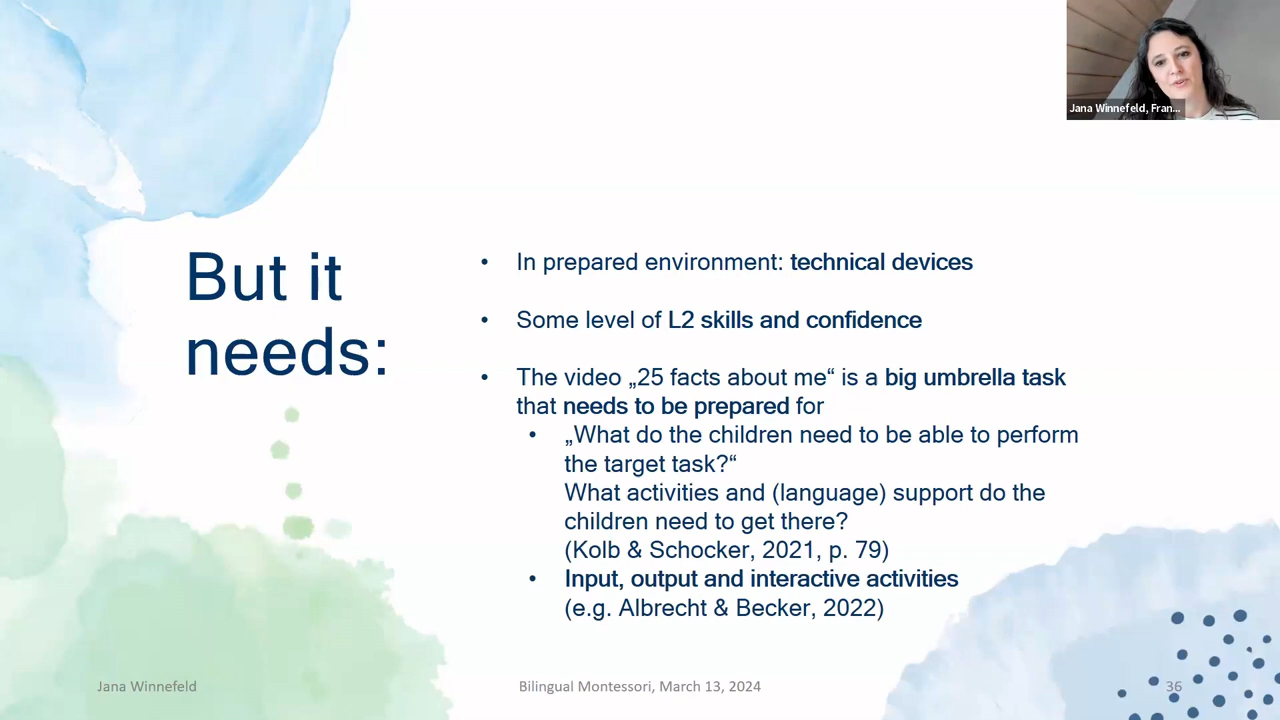 Jana Winnefeld, Fran...
But it
needs:
• In prepared environment: technical devices
• Some level of L2 skills and confidence
• The video „25 facts about me“ is a big umbrella task
that needs to be prepared for
• „What do the children need to be able to perform
the target task?“
What activities and (language) support do the
children need to get there?
(Kolb & Schocker, 2021, p. 79)
• Input, output and interactive activities
(e.g. Albrecht & Becker, 2022)
Jana Winnefeld
Bilingual Montessori, March 13, 2024
36